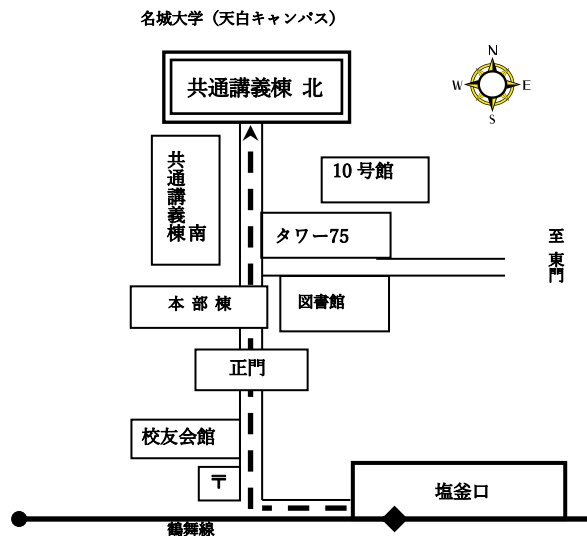 名城大学（天白キャンパス）
共通講義棟 北
N
W
E
S
共通講義棟南
10号館
タワー75
至 東門
本部棟
図書館
正門
校友会館
〒
塩釜口
鶴舞線